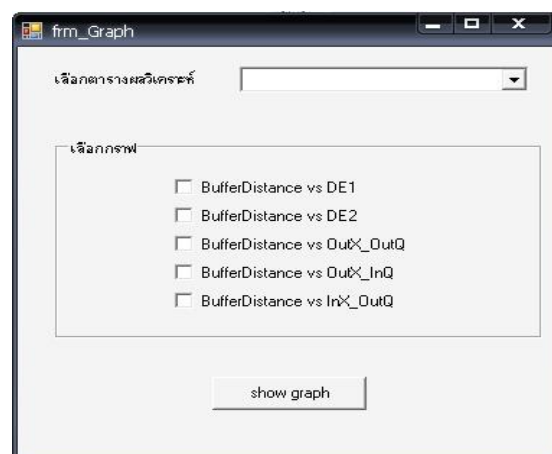 frm_Graph
เลือกตารางผลวิเคราะห์
เลือกกราฟ
BufferDistance vs DE1
BufferDistance vs DE2
BufferDistance vs OutX_OutQ
BufferDistance vs OutX_InQ
BufferDistance vs InX_OutQ
show graph